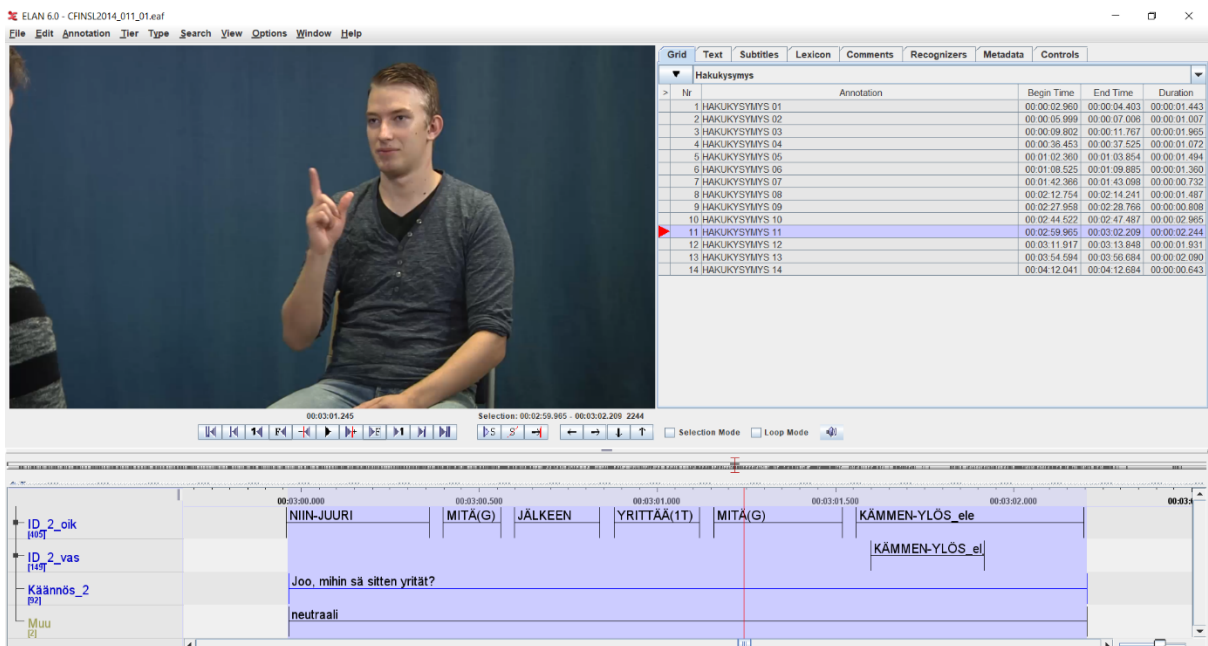 ELAN 6.0 - CFINSL2014_011_01.eaf
File Edit Annotation Tier Type Search View Options Window Help
Grid Text Subtitles Lexicon Comments Recognizers Metadata Controls
Hakukysymys
> Nr Annotation Begin Time End Time Duration
1 HAKUKYSYMYS 01 00:00:02.960 00:00:04.403 00:00:01.443
2 HAKUKYSYMYS 02 00:00:05.999 00:00:07.006 00:00:01.007
3 HAKUKYSYMYS 03 00:00:09.802 00:00:11.767 00:00:01.965
4 HAKUKYSYMYS 04 00:00:36.453 00:00:37.525 00:00:01.072
5 HAKUKYSYMYS 05 00:01:02.360 00:01:03.854 00:00:01.494
6 HAKUKYSYMYS 06 00:01:08.525 00:01:09.885 00:00:01.360
7 HAKUKYSYMYS 07 00:01:42.366 00:01:43.098 00:00:00.732
8 HAKUKYSYMYS 08 00:02:12.754 00:02:14.241 00:00:01.487
9 HAKUKYSYMYS 09 00:02:27.958 00:02:28.766 00:00:00.808
10 HAKUKYSYMYS 10 00:02:44.522 00:02:47.487 00:00:02.965
11 HAKUKYSYMYS 11 00:02:59.965 00:03:02.209 00:00:02.244
12 HAKUKYSYMYS 12 00:03:11.917 00:03:13.848 00:00:01.931
13 HAKUKYSYMYS 13 00:03:54.594 00:03:56.684 00:00:02.090
14 HAKUKYSYMYS 14 00:04:12.041 00:04:12.684 00:00:00.643
00:03:01.245 Selection: 00:02:59.965 - 00:03:02.209 2244
Selection Mode Loop Mode
00:03:00.000 00:03:00.500 00:03:01.000 00:03:01.500 00:03:02.000 00:03:
ID_2_oik NIIN-JUURI MITÄ(G) JÄLKEEN YRITTÄÄ(1T) MITÄ(G) KÄMMEN-YLÖS_ele
[405]
ID_2_vas KÄMMEN-YLÖS_el
[149]
Käännös_2 Joo, mihin sä sitten yrität?
[92]
Muu neutraali
[2]